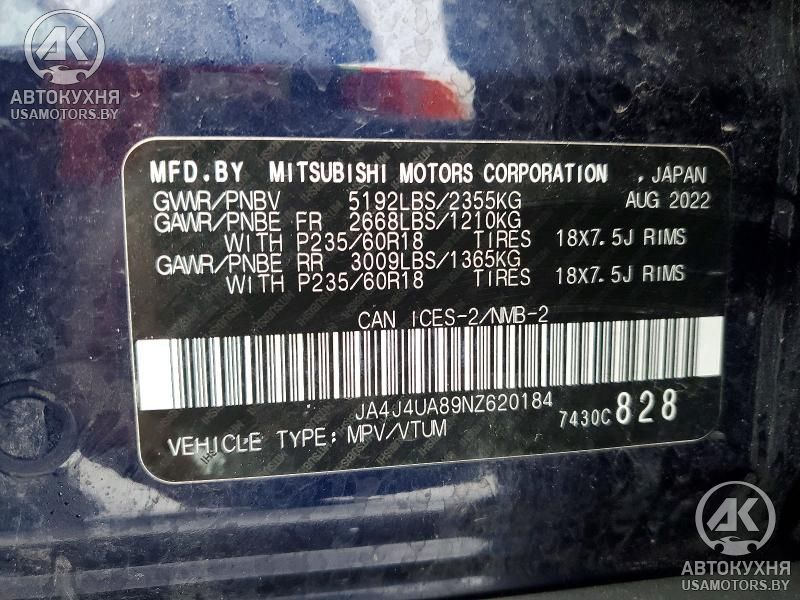 AK
АВТОКУХНЯ
USAMOTORS.BY
MFD.BY MITSUBISHI MOTORS CORPORATION , JAPAN
GVWR/PNBV 5192LBS/2355KG AUG 2022
GAWR/PNBE FR 2668LBS/1210KG
WITH P235/60R18 TIRES 18X7.5J RIMS
GAWR/PNBE RR 3009LBS/1365KG
WITH P235/60R18 TIRES 18X7.5J RIMS
CAN ICES-2/NMB-2
JA4J4UA89NZ620184 7430C 828
VEHICLE TYPE: MPV/VTUM
AK
АВТОКУХНЯ
USAMOTORS.BY